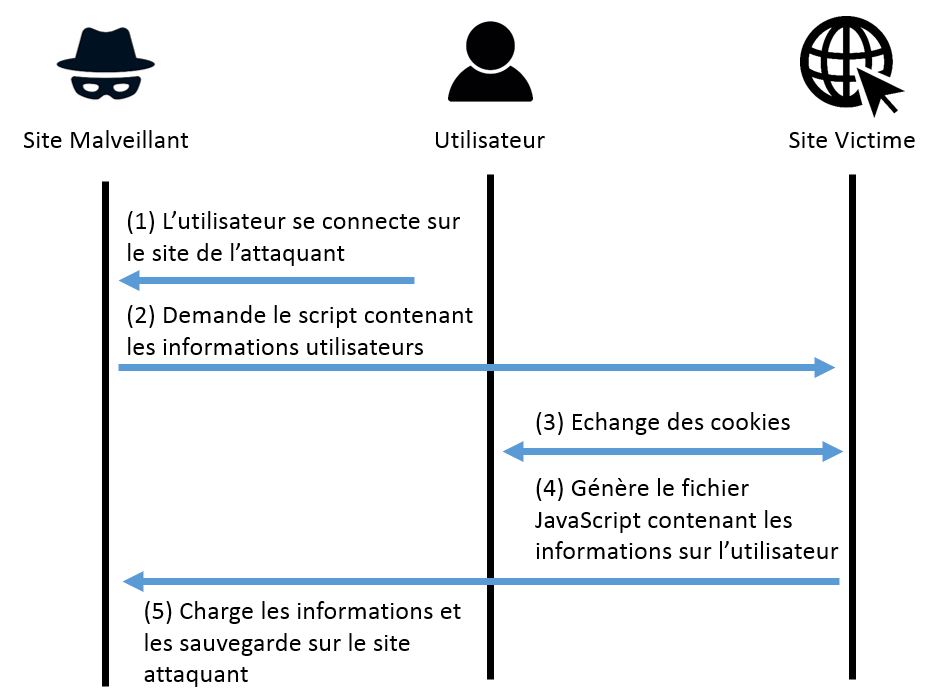 Site Malveillant
Utilisateur
Site Victime
(1) L’utilisateur se connecte sur
le site de l’attaquant
(2) Demande le script contenant
les informations utilisateurs
(3) Echange des cookies
(4) Génère le fichier
JavaScript contenant les
informations sur l’utilisateur
(5) Charge les informations et
les sauvegarde sur le site
attaquant